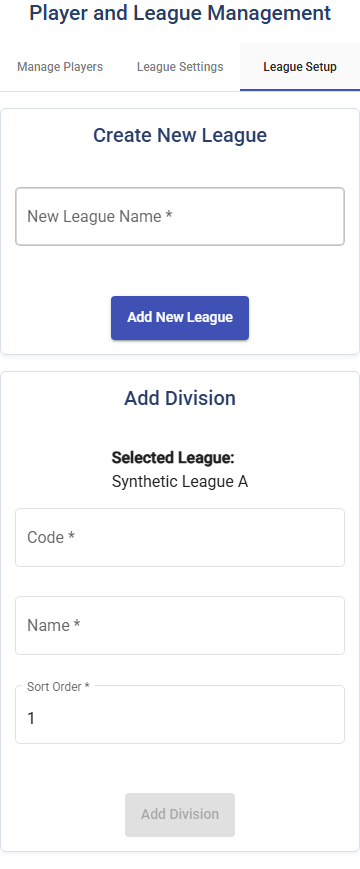 Player and League Management
Manage Players
League Settings
League Setup
Create New League
New League Name *
Add New League
Add Division
Selected League:
Synthetic League A
Code *
Name *
Sort Order *
1
Add Division